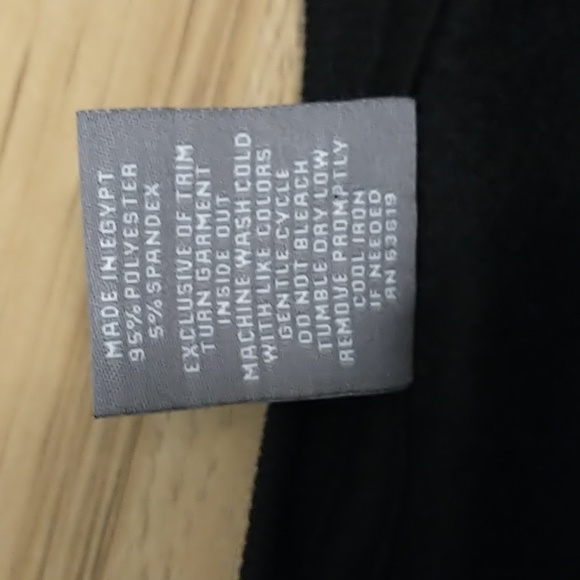 MADE IN EGYPT
95% POLYESTER
5% SPANDEX
EXCLUSIVE OF TRIM
TURN GARMENT
INSIDE OUT
MACHINE WASH COLD
WITH LIKE COLORS
GENTLE CYCLE
DO NOT BLEACH
TUMBLE DRY LOW
REMOVE PROMPTLY
COOL IRON
IF NEEDED
RN 53619